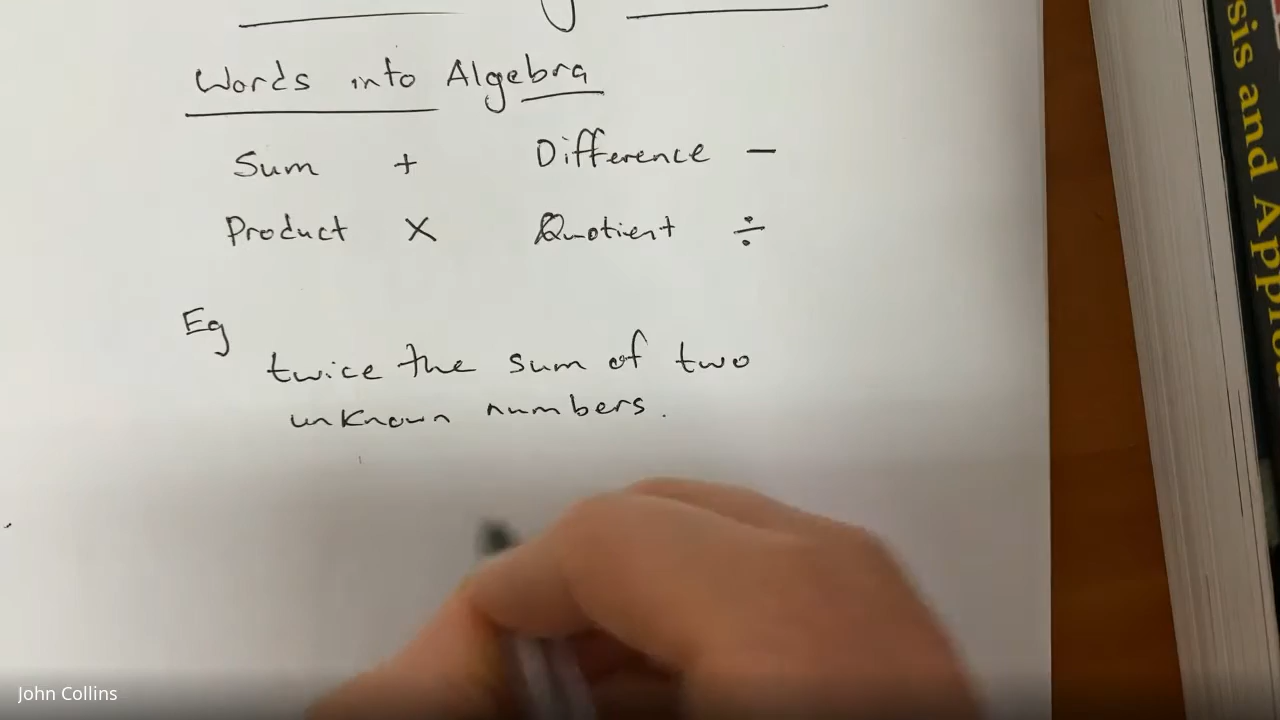 Words into Algebra
Sum + Difference −
Product × Quotient ÷
Eg
twice the sum of two
unknown numbers.
sis and App
John Collins